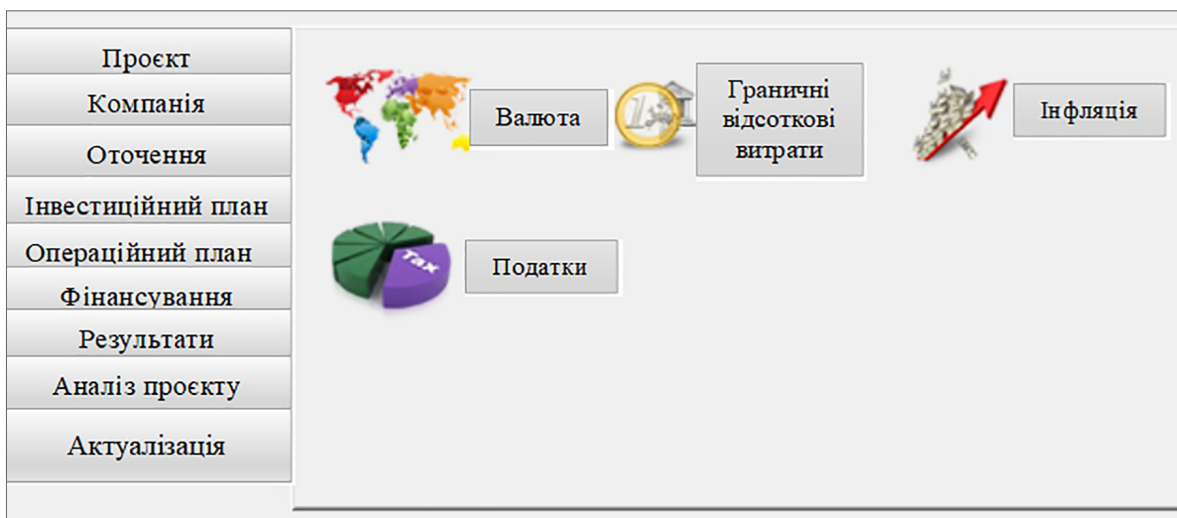 Проєкт
Компанія
Оточення
Інвестиційний план
Операційний план
Фінансування
Результати
Аналіз проєкту
Актуалізація
Валюта
Граничні
відсоткові
витрати
Інфляція
Tax
Податки